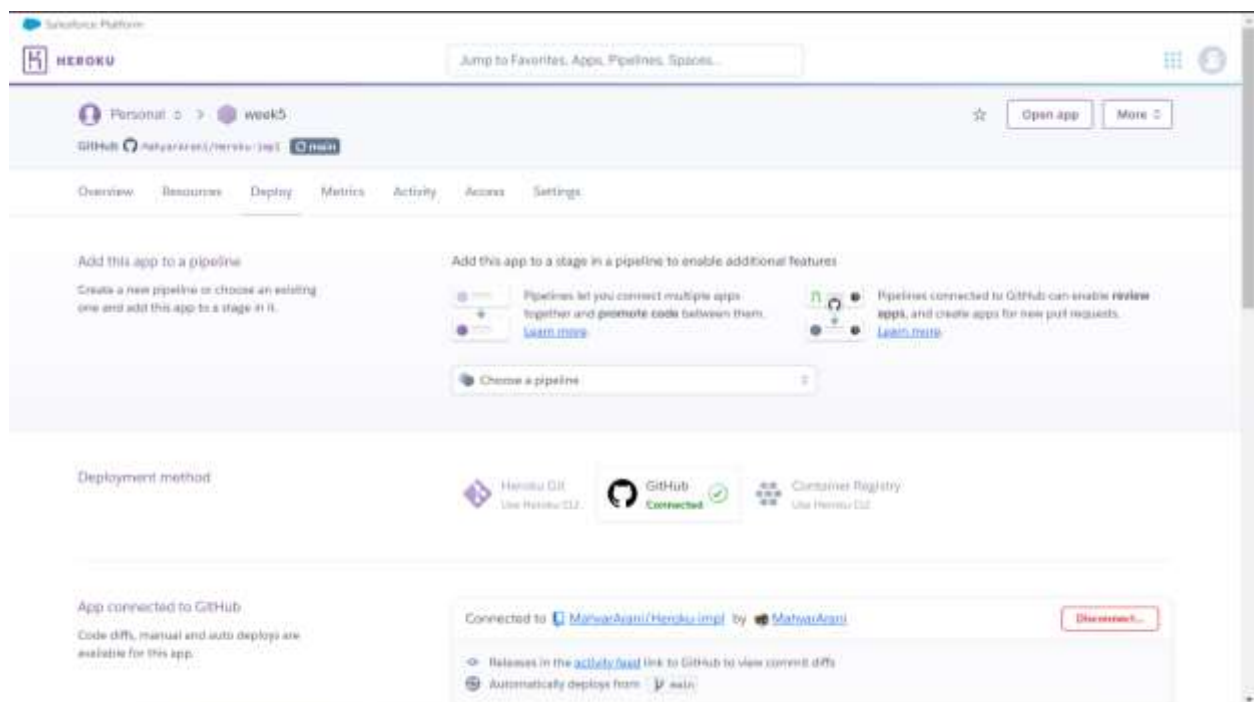 Salesforce Platform
HEROKU
Jump to Favorites, Apps, Pipelines, Spaces...
Personal > week5
Open app
More
GitHub MahyarArani/Heroku-impl main
Overview Resources Deploy Metrics Activity Access Settings
Add this app to a pipeline
Create a new pipeline or choose an existing
one and add this app to a stage in it.
Add this app to a stage in a pipeline to enable additional features
Pipelines let you connect multiple apps
together and promote code between them.
Learn more.
Pipelines connected to GitHub can enable review
apps, and create apps for new pull requests.
Learn more.
Choose a pipeline
Deployment method
Heroku Git
Use Heroku CLI
GitHub
Connected
Container Registry
Use Heroku CLI
App connected to GitHub
Code diffs, manual and auto deploys are
available for this app.
Connected to MahyarArani/Heroku-impl by MahyarArani
Disconnect...
Releases in the activity feed link to GitHub to view commit diffs
Automatically deploys from main